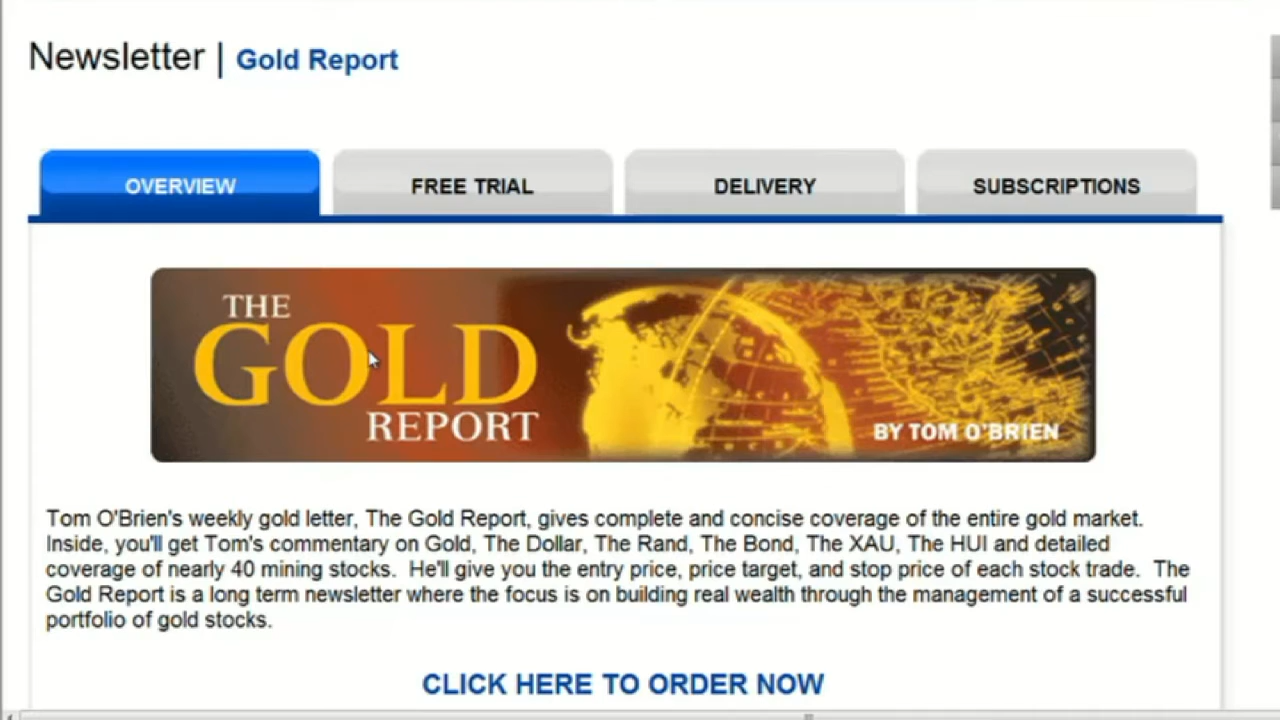 Newsletter | Gold Report
OVERVIEW
FREE TRIAL
DELIVERY
SUBSCRIPTIONS
THE
GOLD
REPORT
BY TOM O'BRIEN
Tom O'Brien's weekly gold letter, The Gold Report, gives complete and concise coverage of the entire gold market.
Inside, you'll get Tom's commentary on Gold, The Dollar, The Rand, The Bond, The XAU, The HUI and detailed
coverage of nearly 40 mining stocks. He'll give you the entry price, price target, and stop price of each stock trade. The
Gold Report is a long term newsletter where the focus is on building real wealth through the management of a successful
portfolio of gold stocks.
CLICK HERE TO ORDER NOW